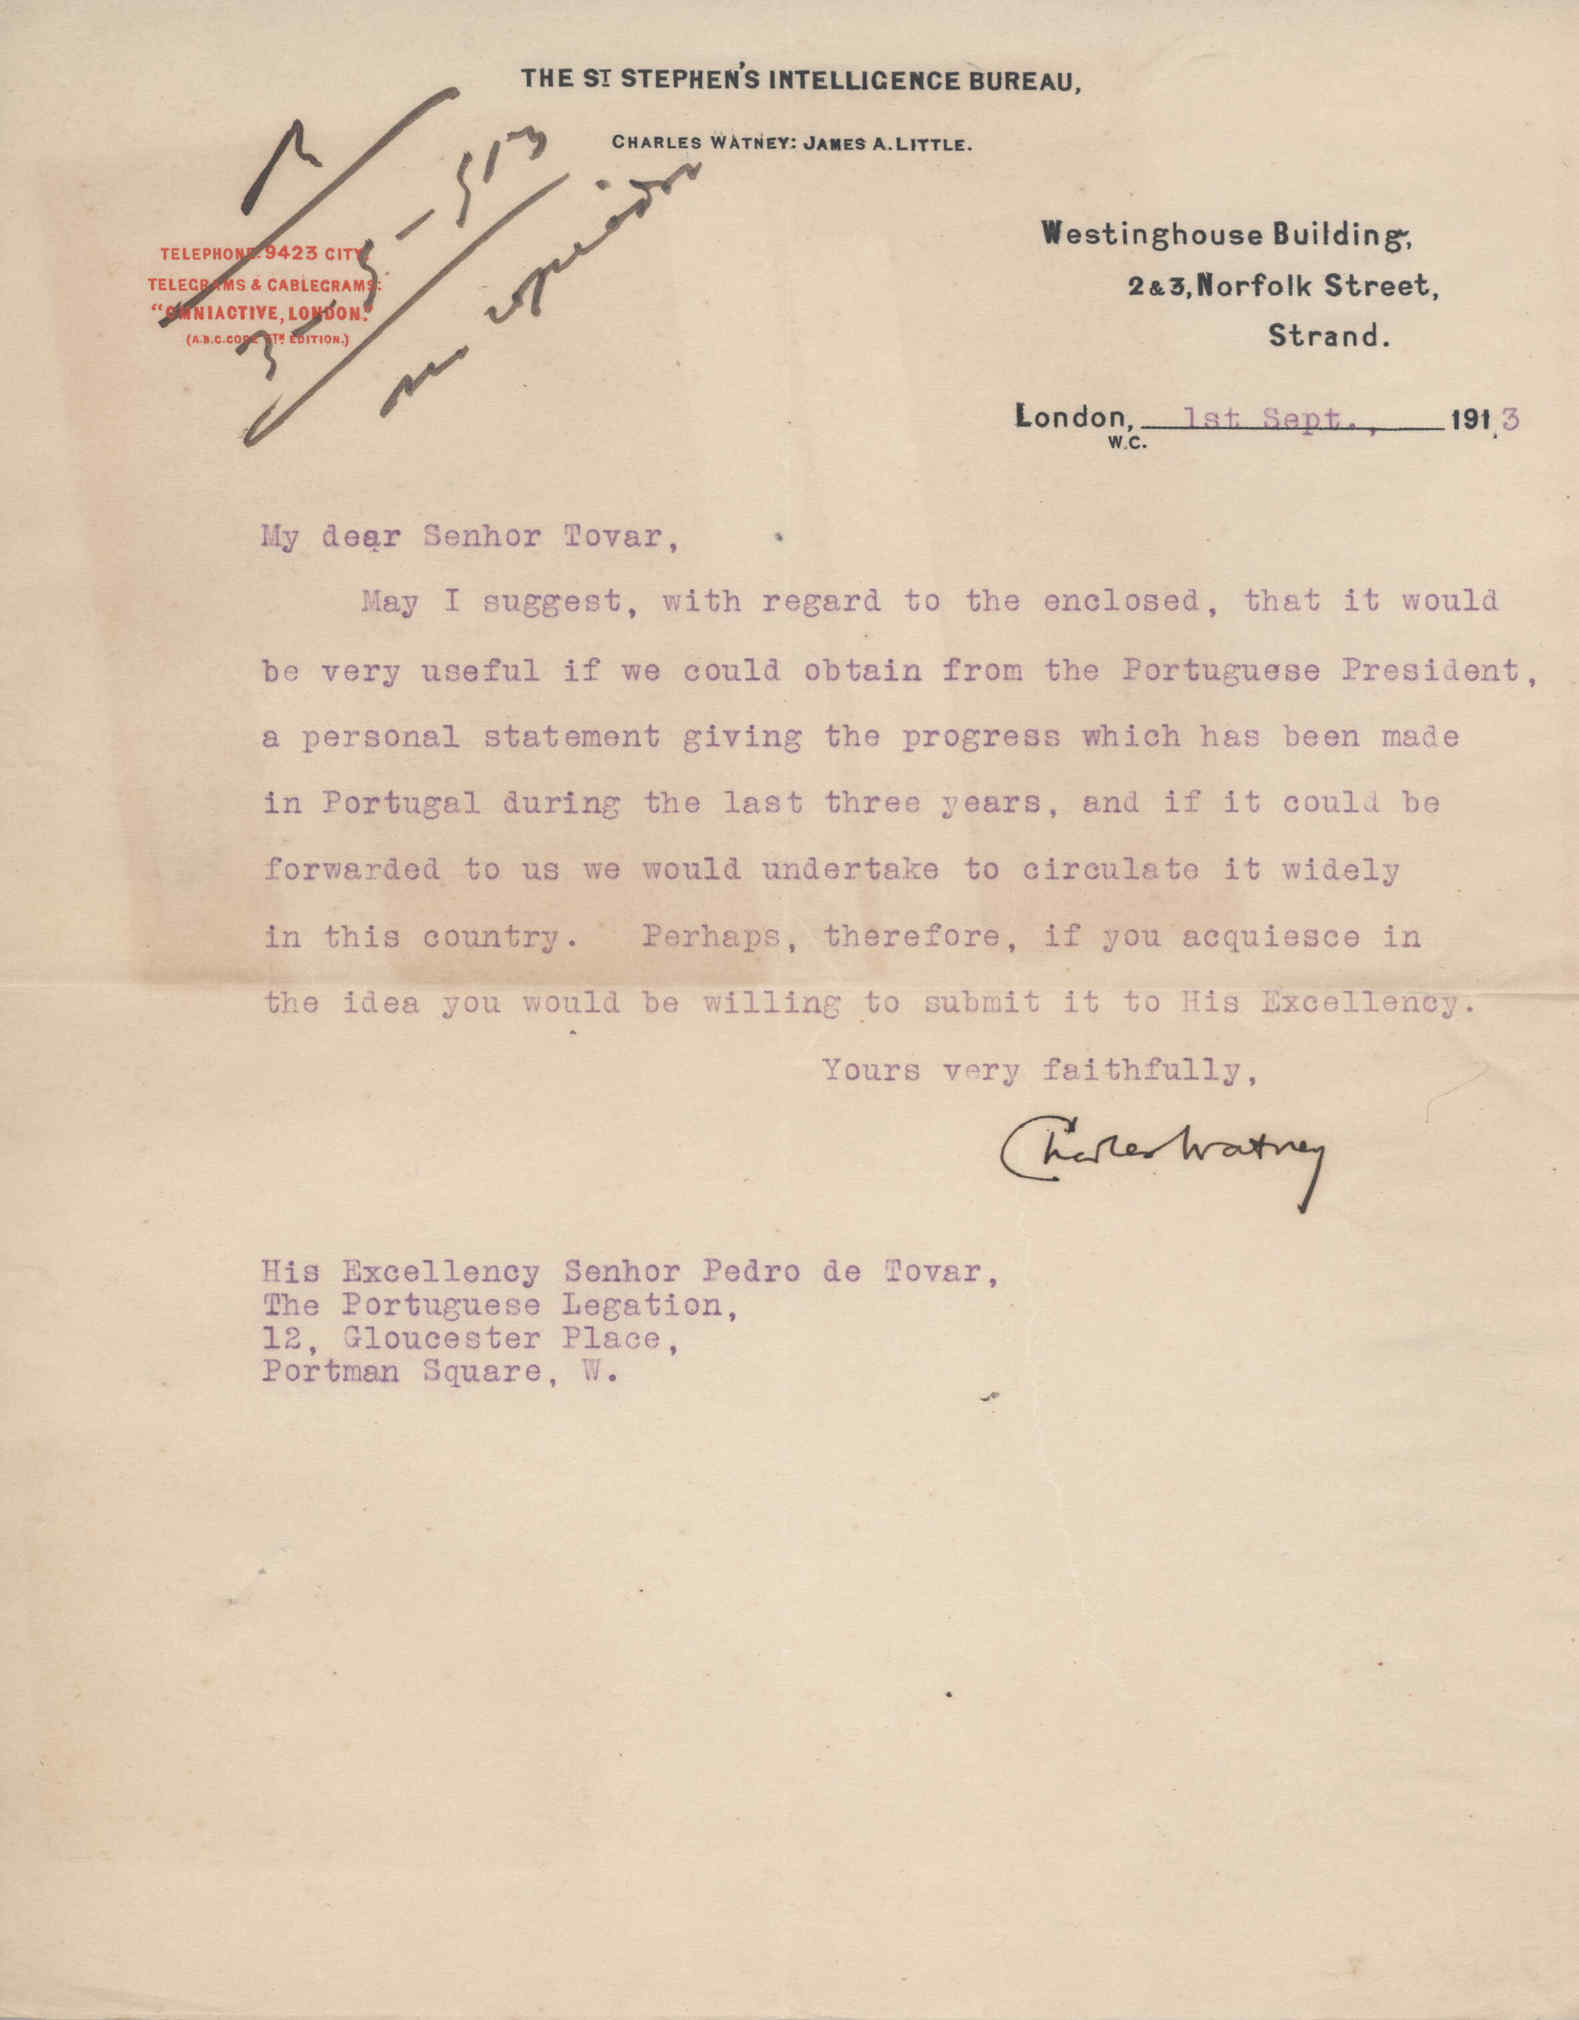 THE ST STEPHEN'S INTELLIGENCE BUREAU,
CHARLES WATNEY: JAMES A. LITTLE.
TELEPHONE: 9423 CITY.
TELEGRAMS & CABLEGRAMS:
"OMNIACTIVE, LONDON."
(A.B.C. CODE 5TH EDITION.)
R
Westinghouse Building,
2 & 3, Norfolk Street,
Strand.
London, 1st Sept., 1913
W.C.
My dear Senhor Tovar,
May I suggest, with regard to the enclosed, that it would
be very useful if we could obtain from the Portuguese President,
a personal statement giving the progress which has been made
in Portugal during the last three years, and if it could be
forwarded to us we would undertake to circulate it widely
in this country. Perhaps, therefore, if you acquiesce in
the idea you would be willing to submit it to His Excellency.
Yours very faithfully,
Charles Watney
His Excellency Senhor Pedro de Tovar,
The Portuguese Legation,
12, Gloucester Place,
Portman Square, W.